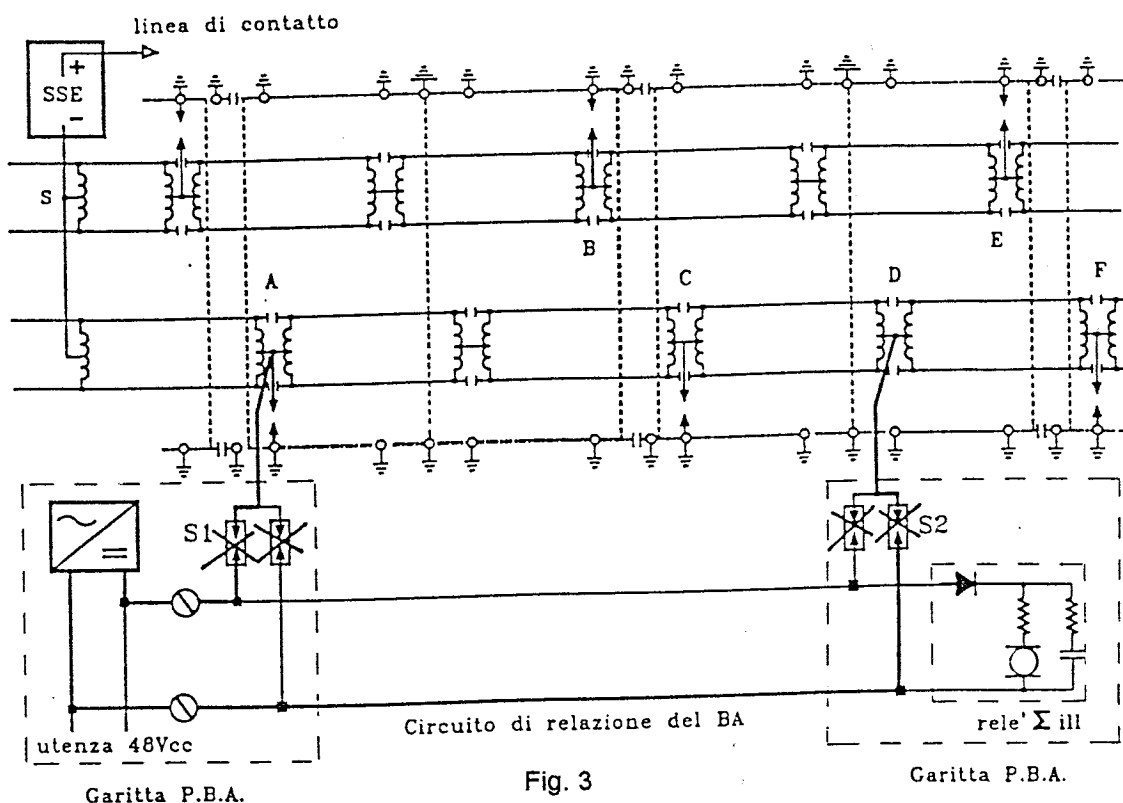 linea di contatto
+
SSE
-
S
B
E
A
C
D
F
S1
S2
Circuito di relazione del BA
utenza 48Vcc
rele' Σ ill
Garitta P.B.A.
Fig. 3
Garitta P.B.A.